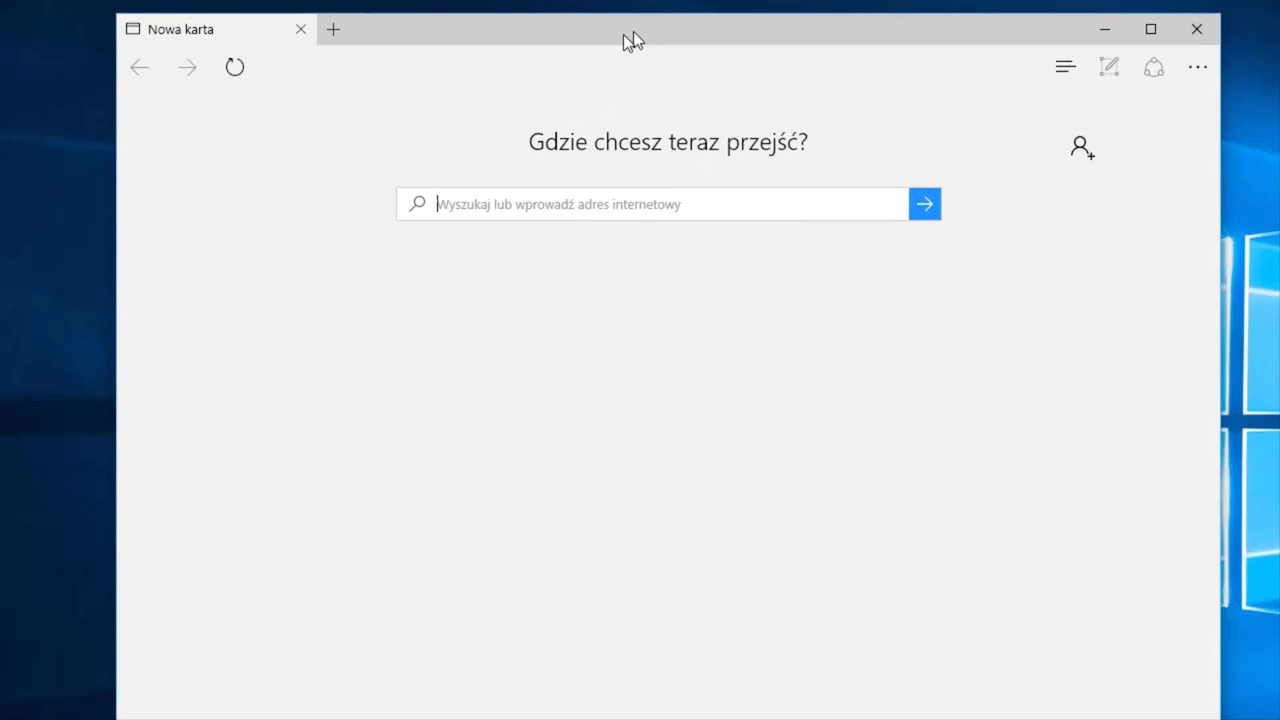 Nowa karta
Gdzie chcesz teraz przejść?
Wyszukaj lub wprowadź adres internetowy